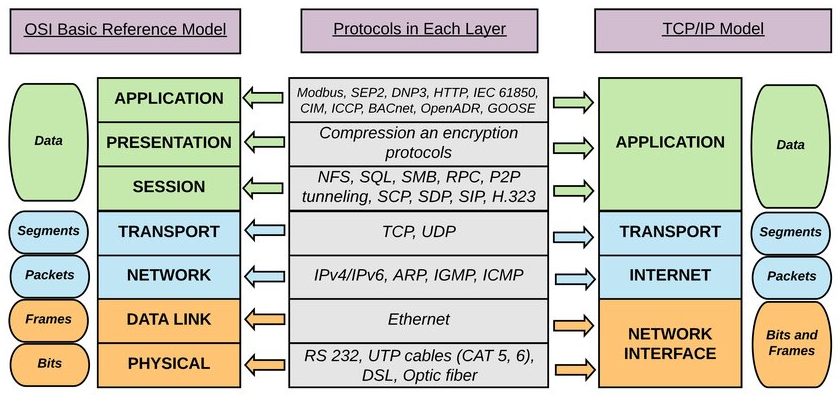 OSI Basic Reference Model
Protocols in Each Layer
TCP/IP Model
Data
APPLICATION
Modbus, SEP2, DNP3, HTTP, IEC 61850,
CIM, ICCP, BACnet, OpenADR, GOOSE
APPLICATION
Data
PRESENTATION
Compression an encryption
protocols
SESSION
NFS, SQL, SMB, RPC, P2P
tunneling, SCP, SDP, SIP, H.323
Segments
TRANSPORT
TCP, UDP
TRANSPORT
Segments
Packets
NETWORK
IPv4/IPv6, ARP, IGMP, ICMP
INTERNET
Packets
Frames
DATA LINK
Ethernet
NETWORK
INTERFACE
Bits and
Frames
Bits
PHYSICAL
RS 232, UTP cables (CAT 5, 6),
DSL, Optic fiber